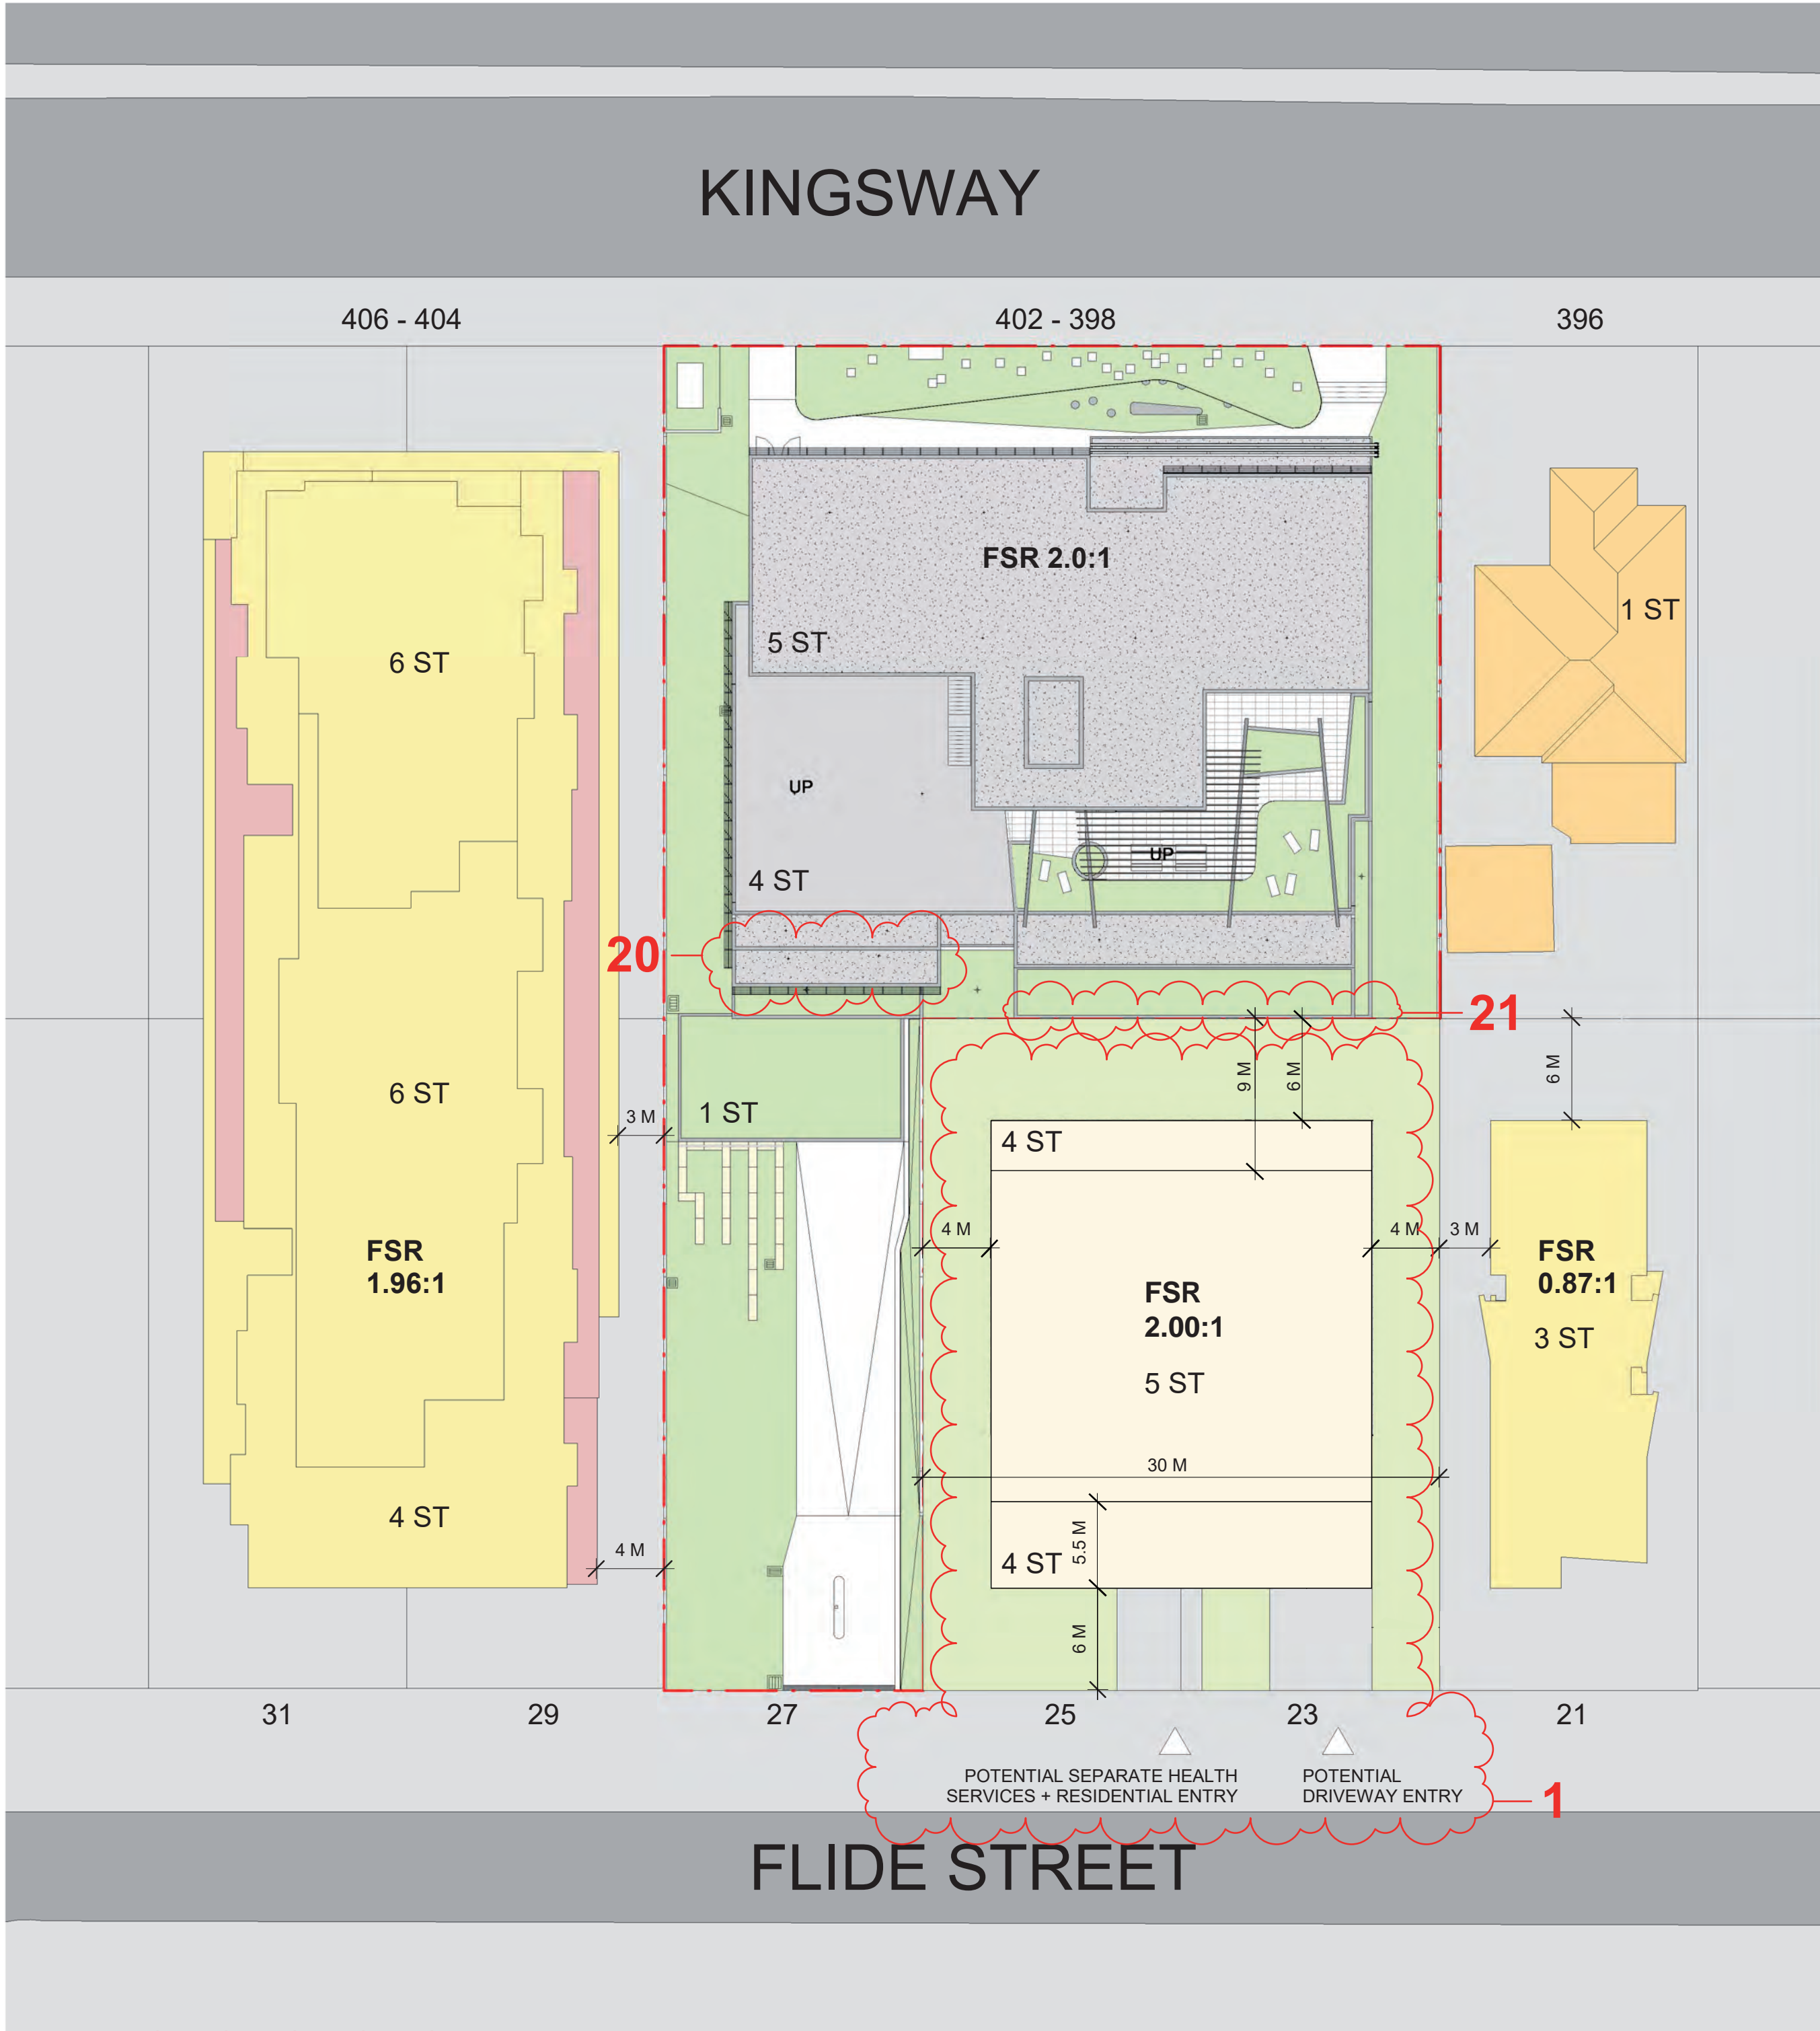 KINGSWAY
406 - 404
402 - 398
396
FSR 2.0:1
1 ST
5 ST
6 ST
UP
UP
4 ST
20
21
9 M
6 M
6 M
6 ST
1 ST
3 M
4 ST
4 M
4 M
3 M
FSR
1.96:1
FSR
0.87:1
FSR
2.00:1
3 ST
5 ST
30 M
4 ST
5.5 M
4 M
4 ST
6 M
31
29
27
25
23
21
POTENTIAL SEPARATE HEALTH
SERVICES + RESIDENTIAL ENTRY
POTENTIAL
DRIVEWAY ENTRY
1
FLIDE STREET